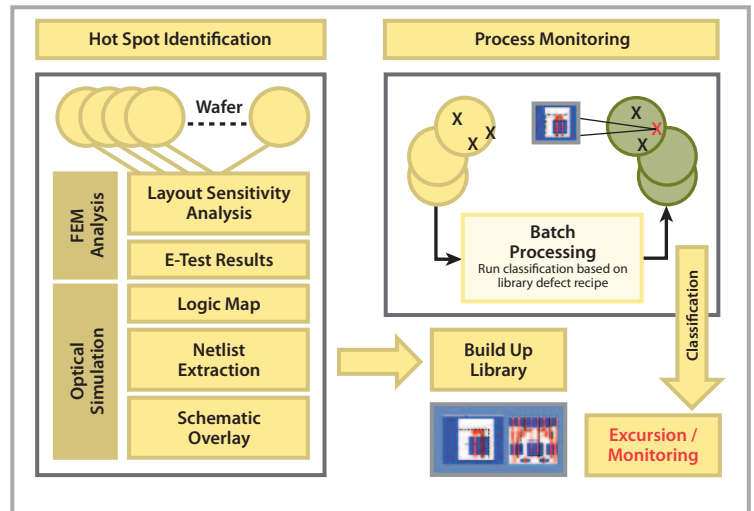 Hot Spot Identification
Process Monitoring
Wafer
X
X
X
X
X
X
X
FEM
Analysis
Layout Sensitivity
Analysis
E-Test Results
Optical
Simulation
Logic Map
Netlist
Extraction
Schematic
Overlay
Batch
Processing
Run classification based on
library defect recipe
Build Up
Library
Classification
Excursion /
Monitoring